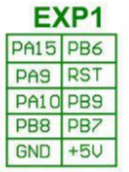 EXP1
PA15 PB6
PA9 RST
PA10 PB9
PB8 PB7
GND +5V